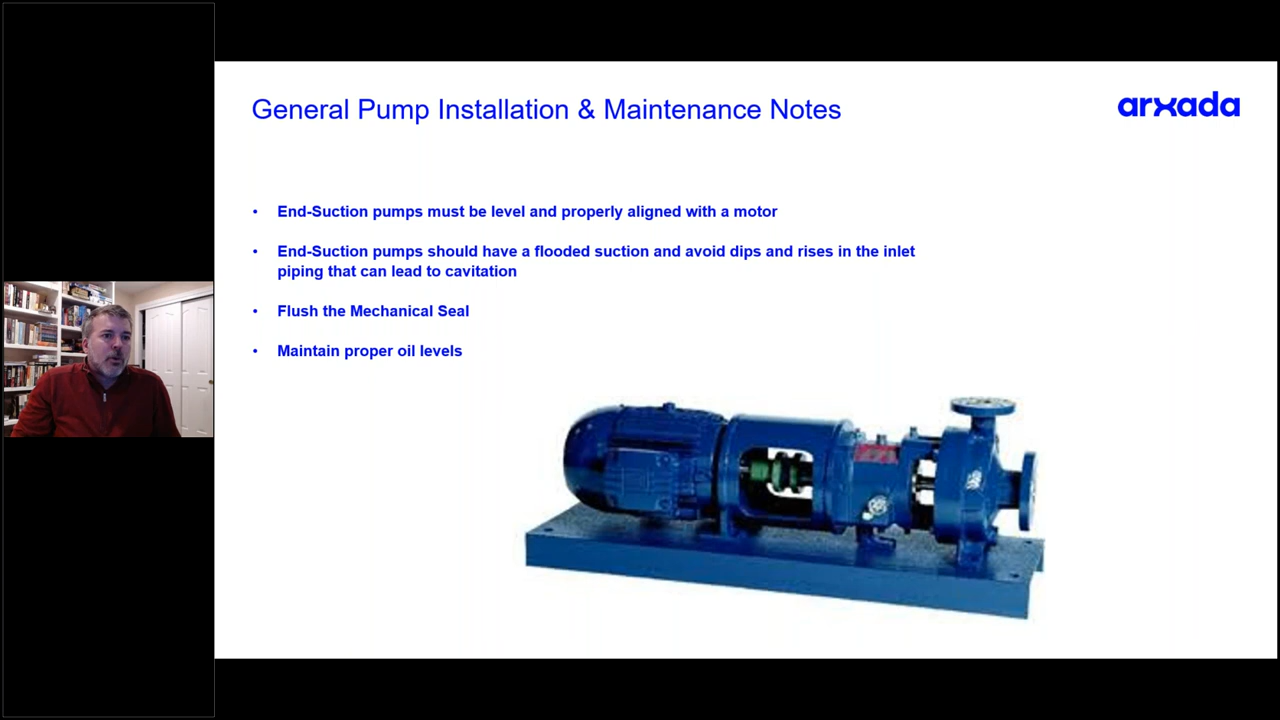 General Pump Installation & Maintenance Notes
arxada
• End-Suction pumps must be level and properly aligned with a motor
• End-Suction pumps should have a flooded suction and avoid dips and rises in the inlet
piping that can lead to cavitation
• Flush the Mechanical Seal
• Maintain proper oil levels